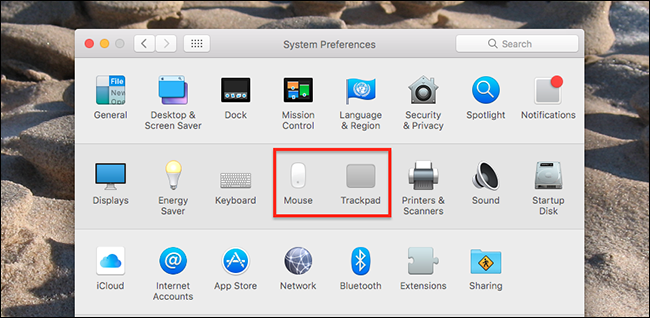 System Preferences
Search
File
New
Ope
General
Desktop &
Screen Saver
Dock
Mission
Control
Language
& Region
Security
& Privacy
Spotlight
Notifications
Displays
Energy
Saver
Keyboard
Mouse
Trackpad
Printers &
Scanners
Sound
Startup
Disk
iCloud
Internet
Accounts
App Store
Network
Bluetooth
Extensions
Sharing